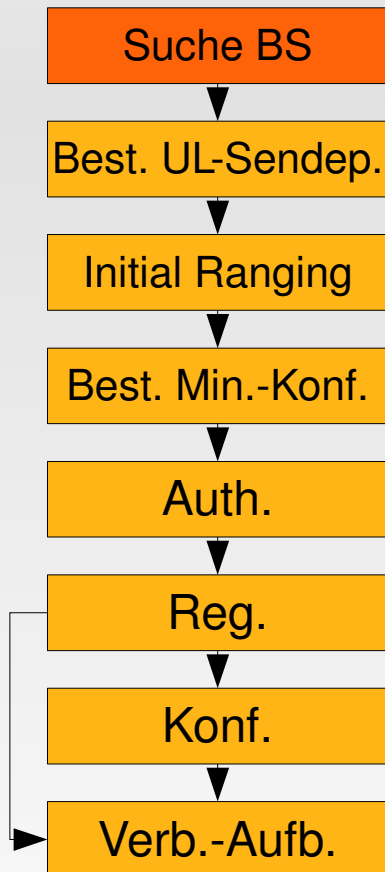 Suche BS
Best. UL-Sendep.
Initial Ranging
Best. Min.-Konf.
Auth.
Reg.
Konf.
Verb.-Aufb.